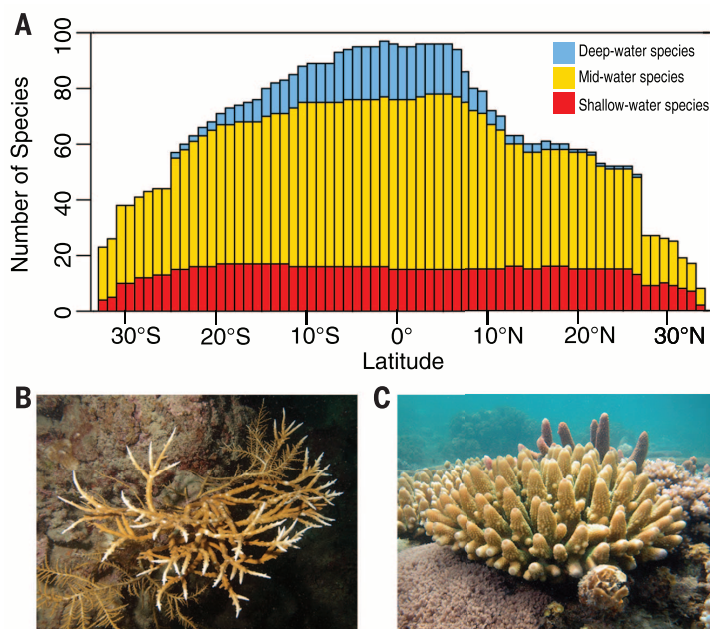 A
100
80
60
40
20
0
Number of Species
Deep-water species
Mid-water species
Shallow-water species
30°S
20°S
10°S
0°
10°N
20°N
30°N
Latitude
B
C